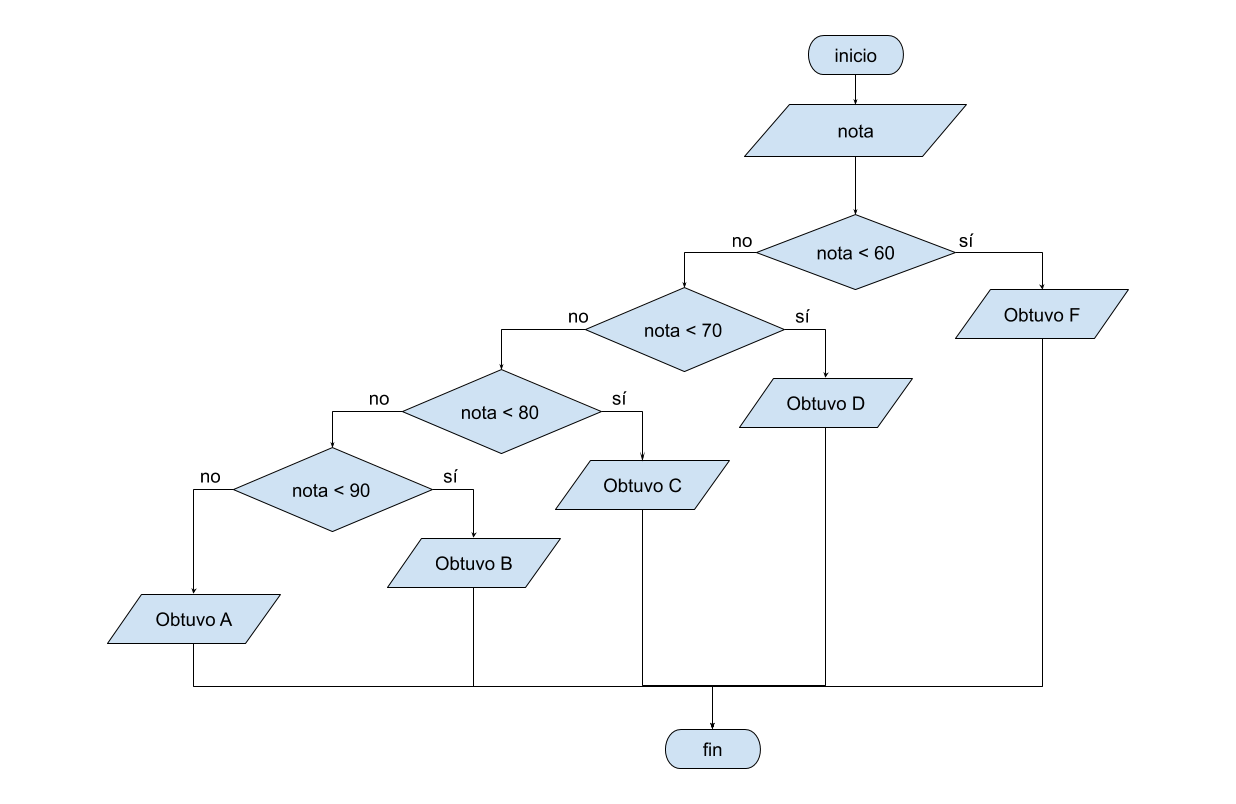 inicio
nota
no
nota < 60
sí
Obtuvo F
no
nota < 70
sí
Obtuvo D
no
nota < 80
sí
Obtuvo C
no
nota < 90
sí
Obtuvo B
Obtuvo A
fin